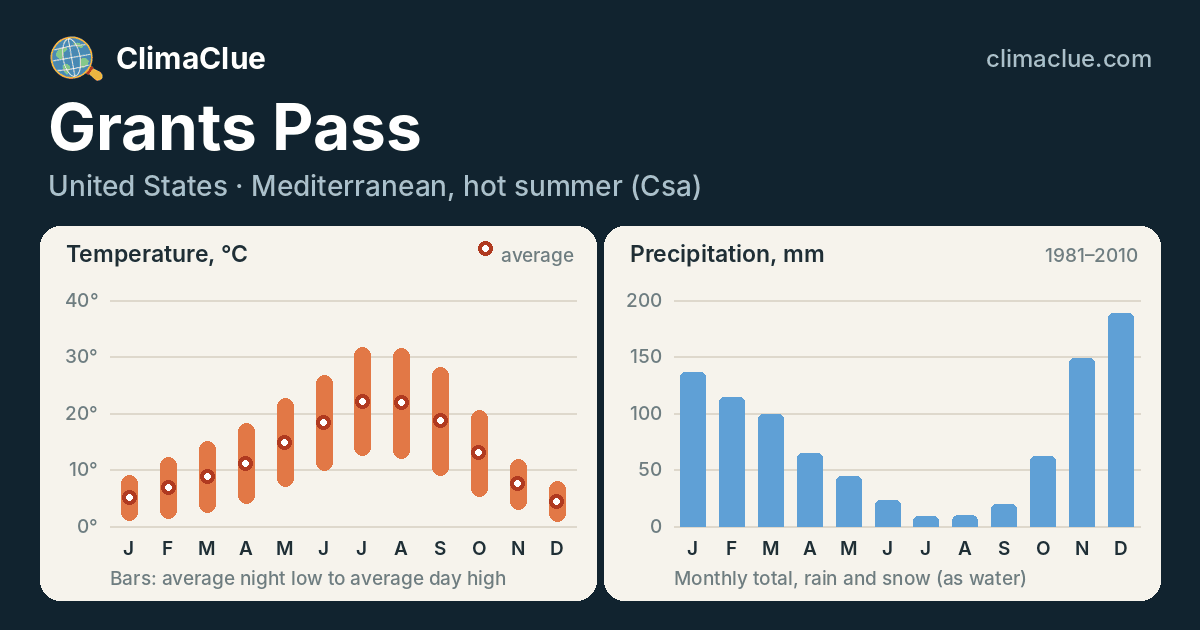 ClimaClue
climaclue.com
Grants Pass
United States · Mediterranean, hot summer (Csa)
Temperature, °C
average
40°
30°
20°
10°
0°
J F M A M J J A S O N D
Bars: average night low to average day high
Precipitation, mm
1981–2010
200
150
100
50
0
J F M A M J J A S O N D
Monthly total, rain and snow (as water)